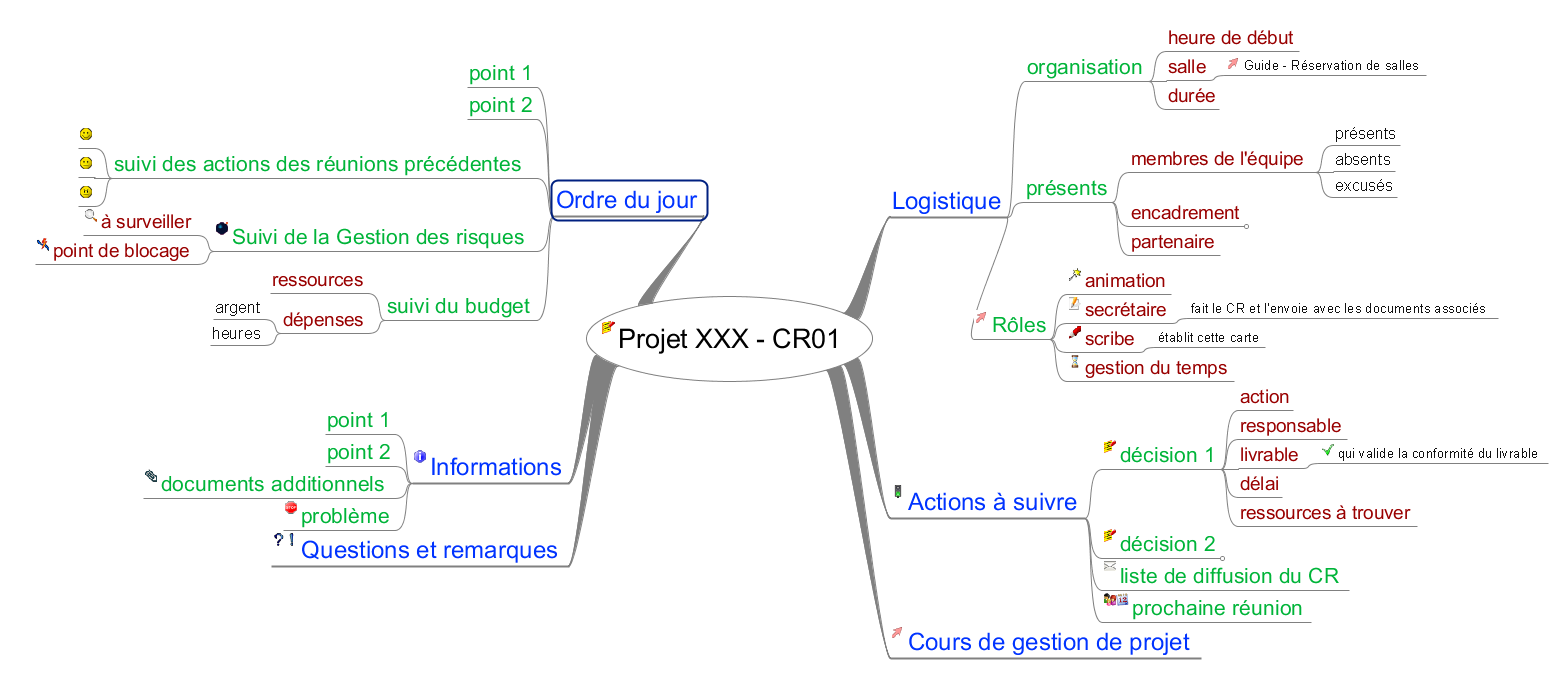 Projet XXX - CR01
Ordre du jour
point 1
point 2
suivi des actions des réunions précédentes
Suivi de la Gestion des risques
à surveiller
point de blocage
suivi du budget
ressources
dépenses
argent
heures
Informations
point 1
point 2
documents additionnels
STOP
problème
? ! Questions et remarques
Logistique
organisation
heure de début
salle
Guide - Réservation de salles
durée
présents
membres de l'équipe
présents
absents
excusés
encadrement
partenaire
Rôles
animation
secrétaire
fait le CR et l'envoie avec les documents associés
scribe
établit cette carte
gestion du temps
Actions à suivre
décision 1
action
responsable
livrable
qui valide la conformité du livrable
délai
ressources à trouver
décision 2
liste de diffusion du CR
12
prochaine réunion
Cours de gestion de projet